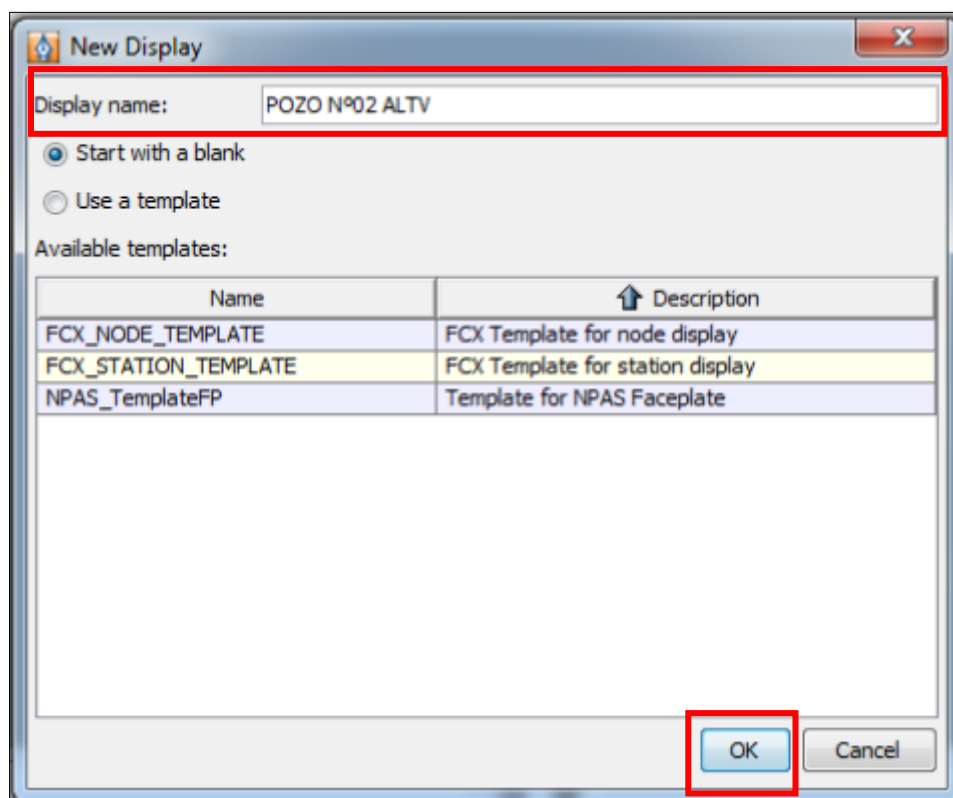 New Display
Display name: POZO Nº02 ALTV
Start with a blank
Use a template
Available templates:
Name Description
FCX_NODE_TEMPLATE FCX Template for node display
FCX_STATION_TEMPLATE FCX Template for station display
NPAS_TemplateFP Template for NPAS Faceplate
OK Cancel